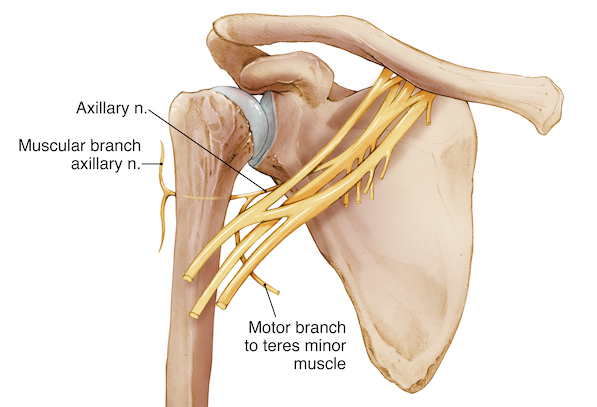 Axillary n.
Muscular branch
axillary n.
Motor branch
to teres minor
muscle